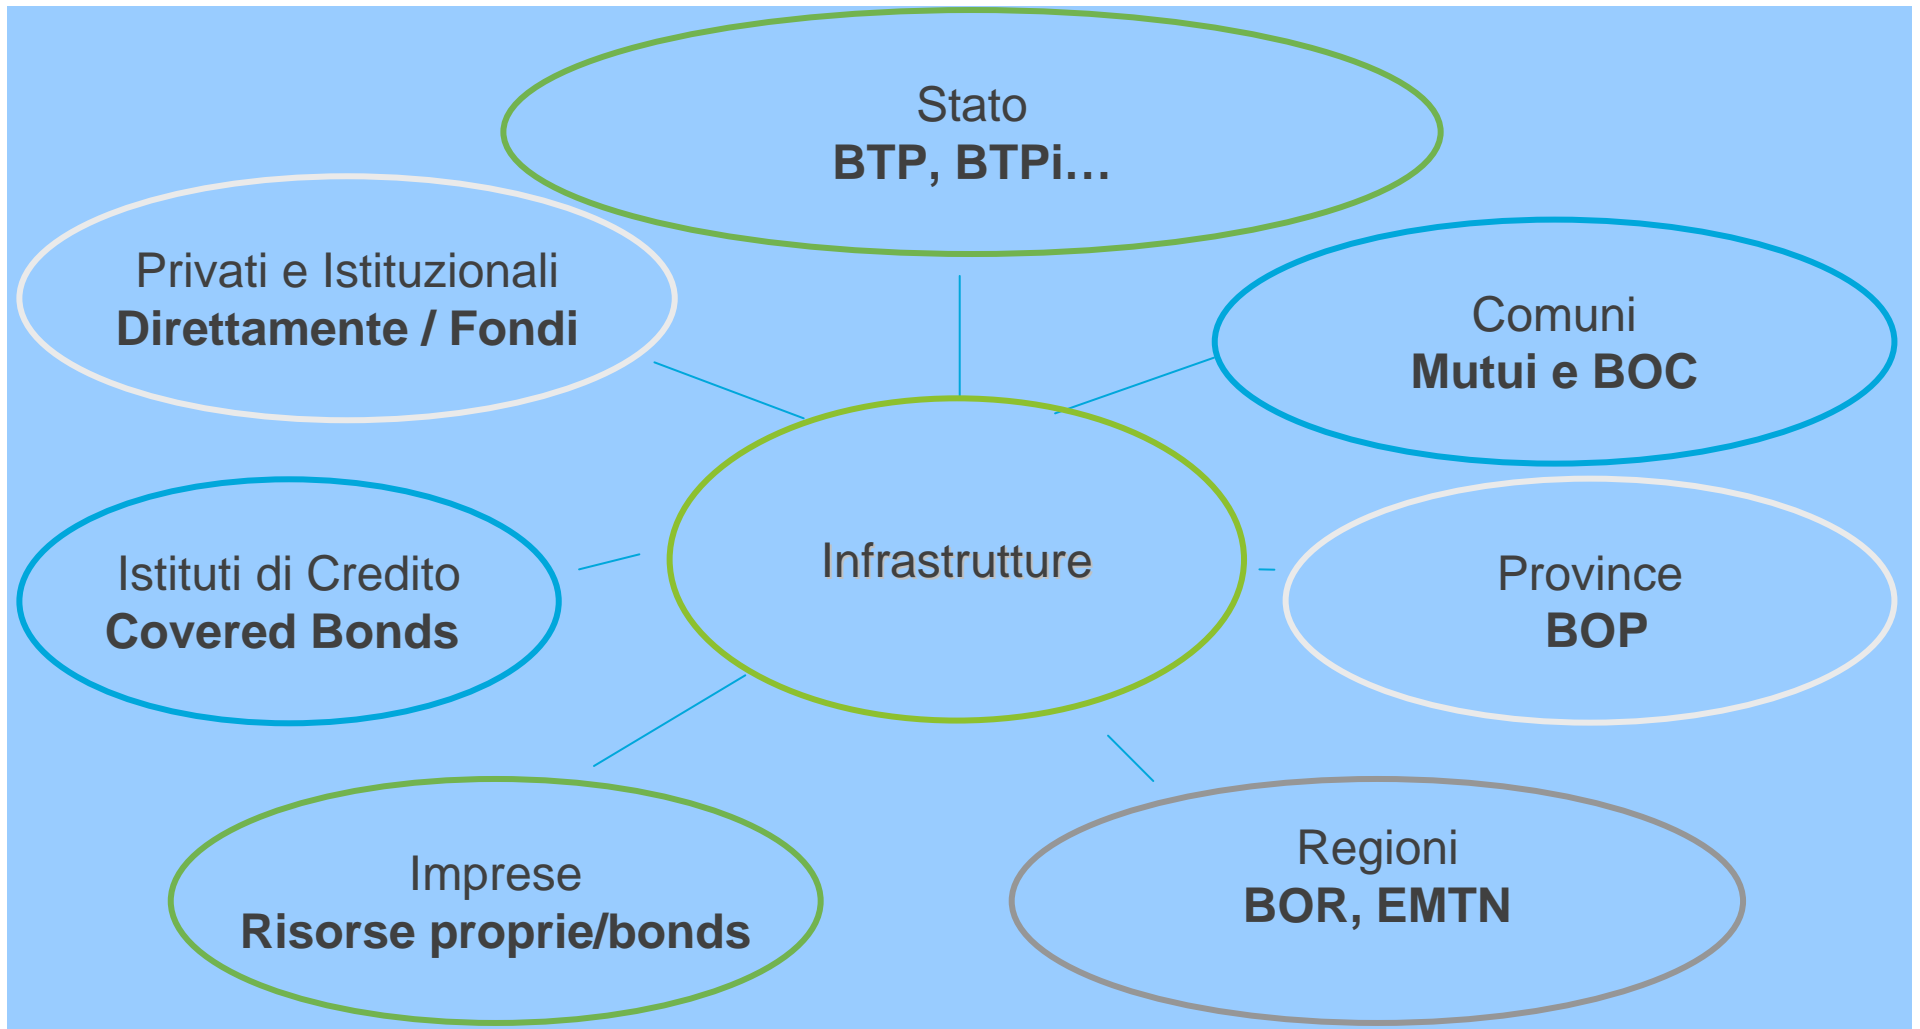 Stato
BTP, BTPi…
Privati e Istituzionali
Direttamente / Fondi
Comuni
Mutui e BOC
Istituti di Credito
Covered Bonds
Infrastrutture
Province
BOP
Imprese
Risorse proprie/bonds
Regioni
BOR, EMTN